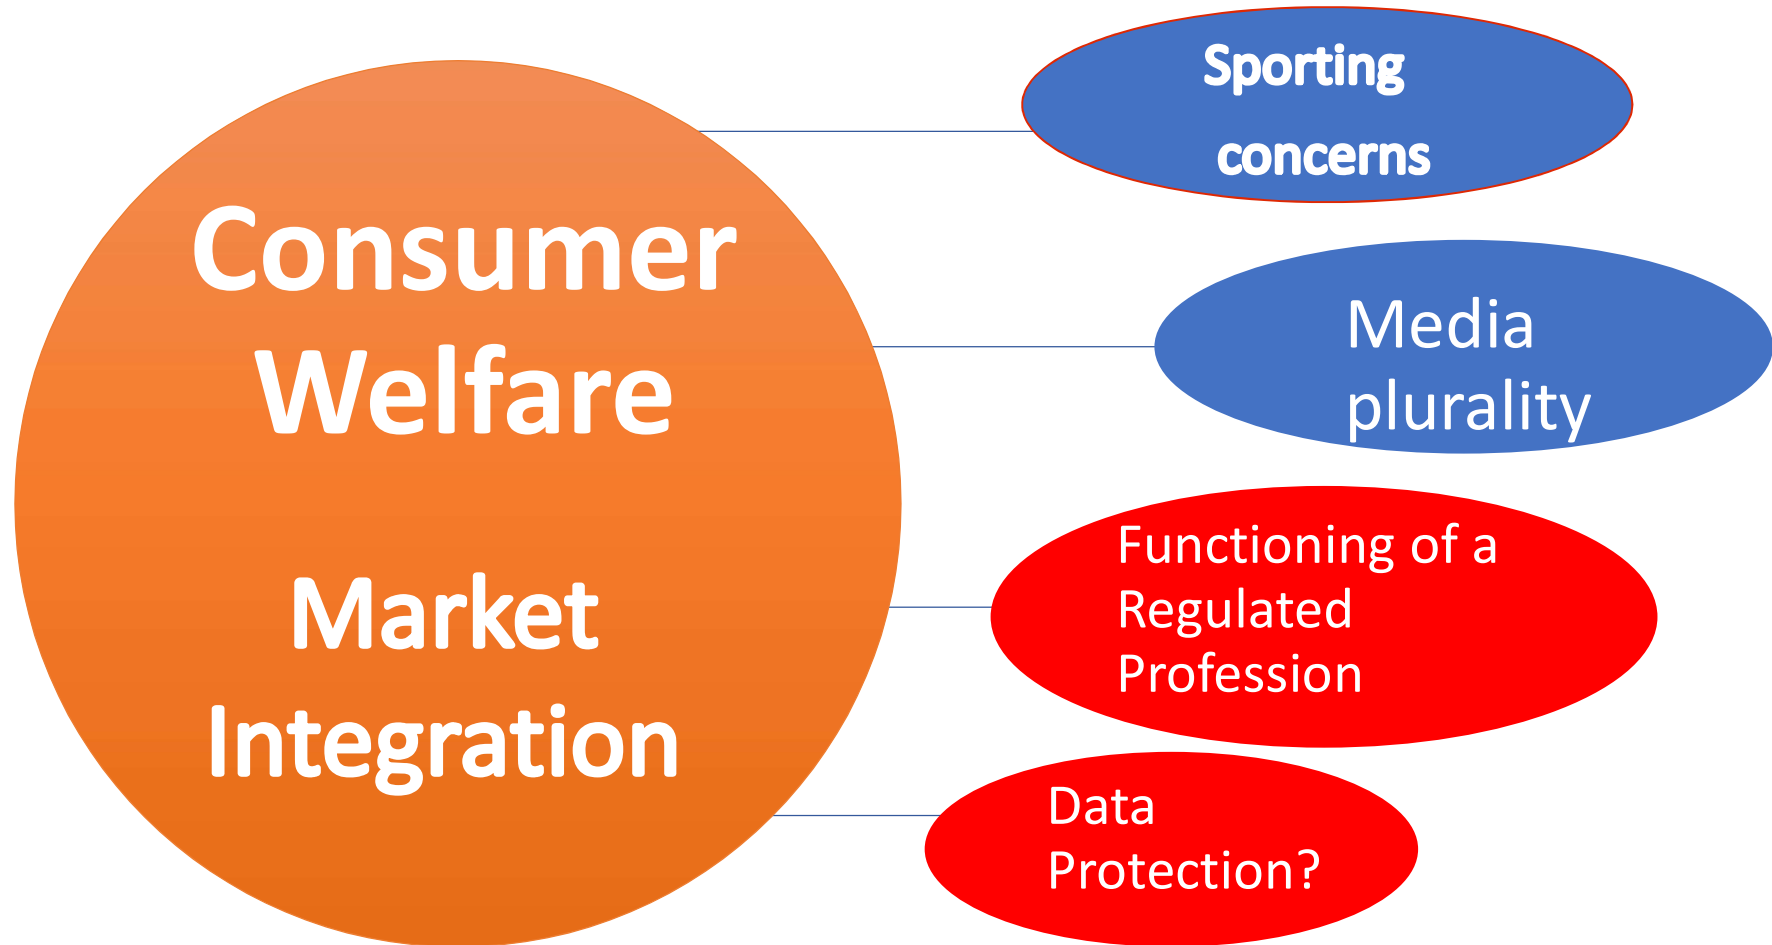 Consumer
Welfare
Market
Integration
Sporting
concerns
Media
plurality
Functioning of a
Regulated
Profession
Data
Protection?